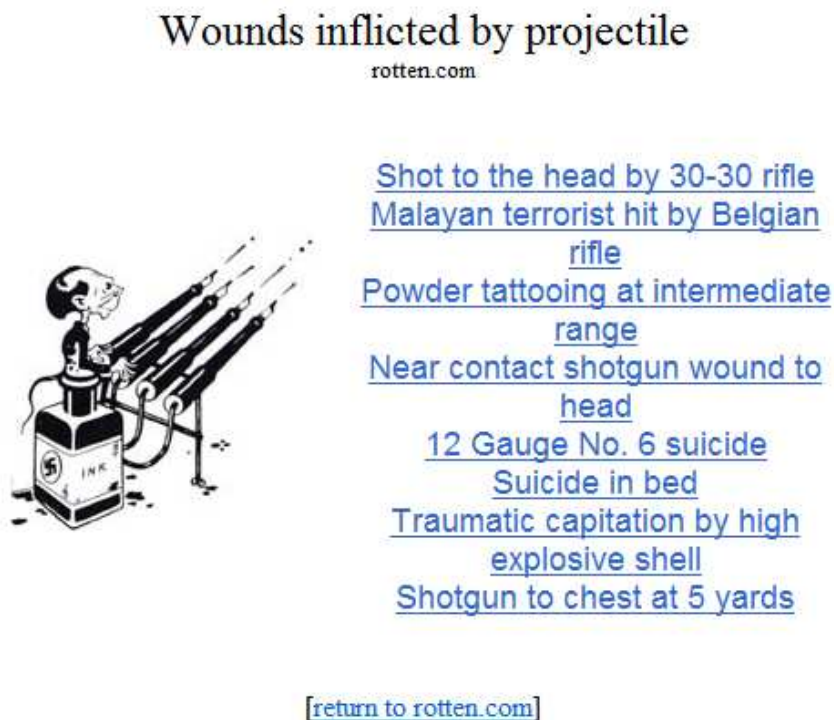 Wounds inflicted by projectile
rotten.com
Shot to the head by 30-30 rifle
Malayan terrorist hit by Belgian
rifle
Powder tattooing at intermediate
range
Near contact shotgun wound to
head
12 Gauge No. 6 suicide
Suicide in bed
Traumatic capitation by high
explosive shell
Shotgun to chest at 5 yards
INK
[return to rotten.com]